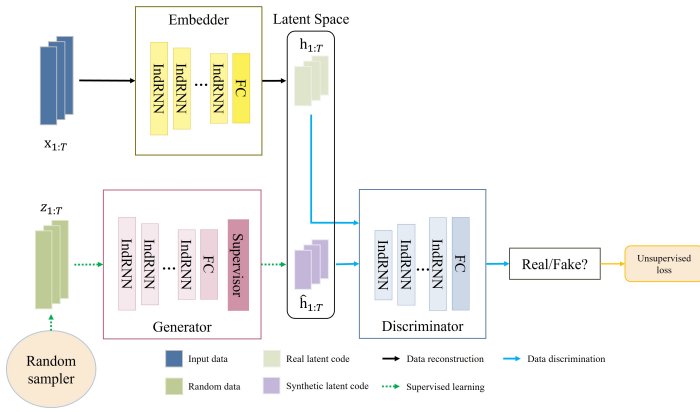 Embedder
Latent Space
IndRNN
IndRNN
...
IndRNN
FC
h1:T
x1:T
z1:T
IndRNN
IndRNN
...
IndRNN
FC
Supervisor
Generator
ĥ1:T
IndRNN
IndRNN
...
IndRNN
FC
Discriminator
Real/Fake?
Unsupervised
loss
Random
sampler
Input data
Real latent code
Data reconstruction
Data discrimination
Random data
Synthetic latent code
Supervised learning